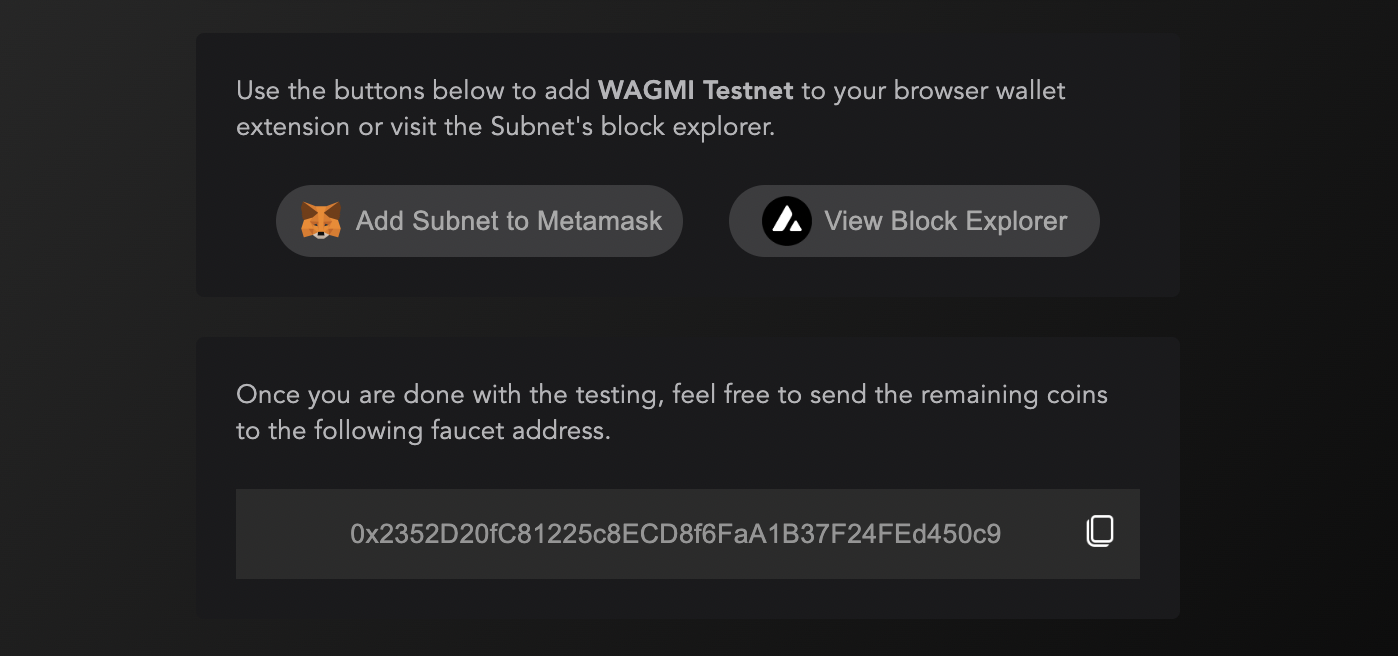 Use the buttons below to add WAGMI Testnet to your browser wallet
extension or visit the Subnet's block explorer.
Add Subnet to Metamask
View Block Explorer
Once you are done with the testing, feel free to send the remaining coins
to the following faucet address.
0x2352D20fC81225c8ECD8f6FaA1B37F24FEd450c9